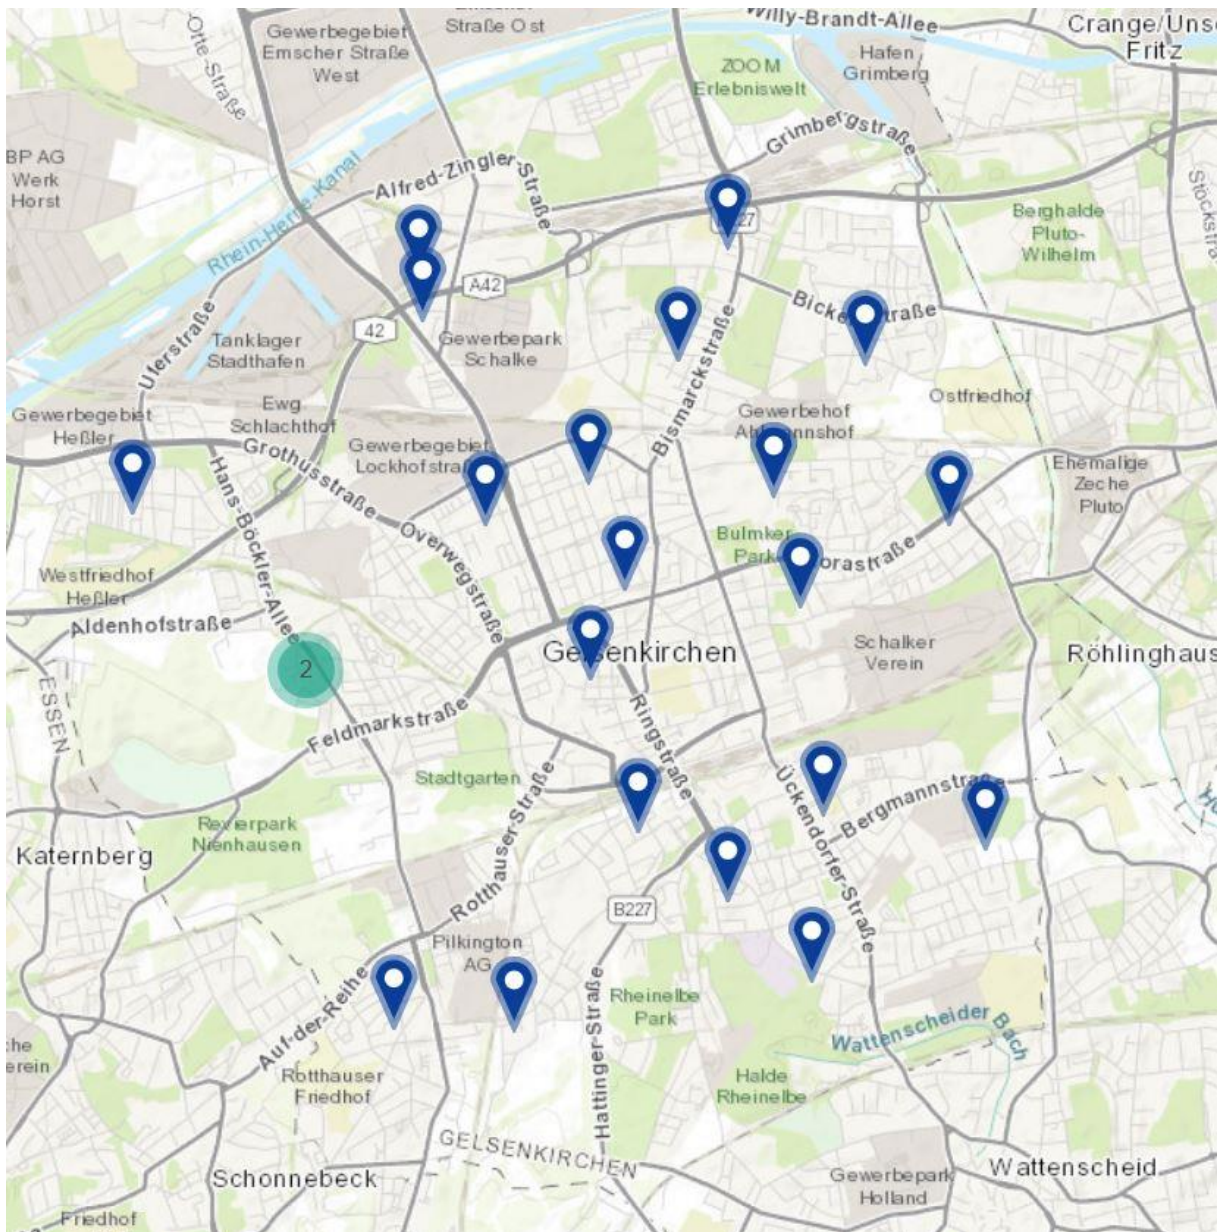 Straße Ost
Willy-Brandt-Allee
Crange/Uns
Fritz
Gewerbegebiet
Emscher Straße
West
Orte-Straße
ZOOM
Erlebniswelt
Hafen
Grimberg
BP AG
Werk
Horst
Grimbergstraße
Alfred-Zingler-Straße
Rhein-Herne-Kanal
Berghalde
Pluto-
Wilhelm
A42
42
Gewerbepark
Schalke
Tanklager
Stadthafen
Uferstraße
Bismarckstraße
Ostfriedhof
Gewerbegebiet
Heßler
Ewg
Schlachthof
Gewerbegebiet
Gewerbehof
Grothusstraße
Hans-Böckler-Allee
Overwegstraße
Ehemalige
Zeche
Pluto
Bulmker
Park
orastraße
Westfriedhof
Heßler
Aldenhofstraße
Schalker
Verein
Gelsenkirchen
Röhlinghaus
2
ESSEN
Feldmarkstraße
Ringstraße
Stadtgarten
Rotthauser-Straße
Ückendorfer-Straße
Bergmannstraße
Revierpark
Nienhausen
Katernberg
B227
Pilkington
AG
Auf-der-Reihe
Rheinelbe
Park
Hattinger-Straße
Wattenscheider Bach
che
erein
Rotthauser
Friedhof
Halde
Rheinelbe
GELSENKIRCHEN
Schonnebeck
Wattenscheid
Gewerbepark
Holland
Friedhof